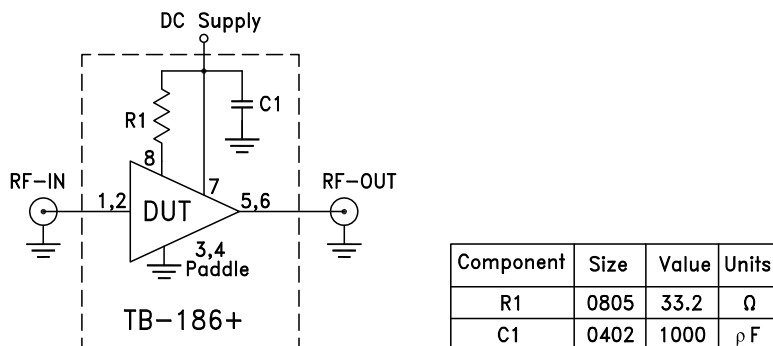 DC Supply
R1
C1
8
7
RF-IN
RF-OUT
1,2
DUT
5,6
3,4
Paddle
TB-186+
Component Size Value Units
R1 0805 33.2 Ω
C1 0402 1000 ρF